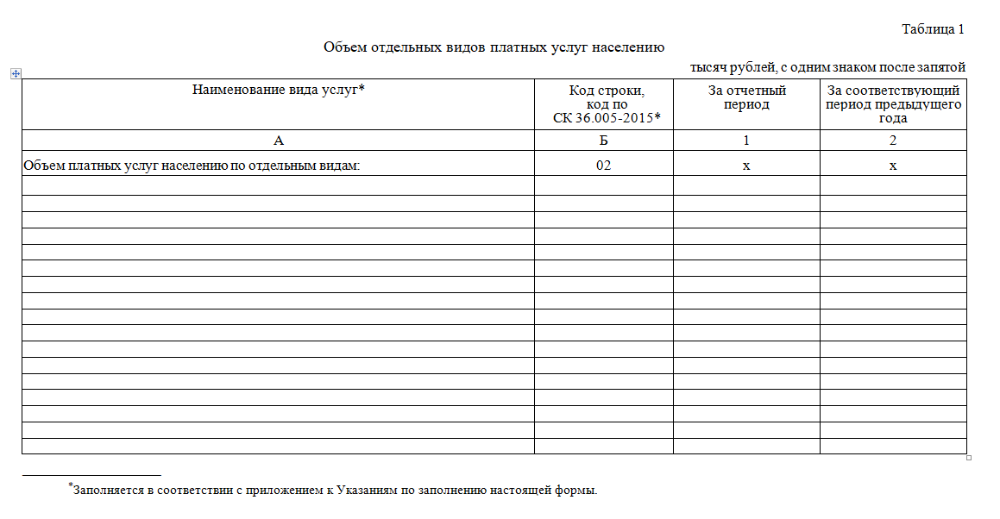 Таблица 1
Объем отдельных видов платных услуг населению
тысяч рублей, с одним знаком после запятой
Наименование вида услуг*
Код строки,
код по
СК 36.005-2015*
За отчетный
период
За соответствующий
период предыдущего
года
А
Б
1
2
Объем платных услуг населению по отдельным видам:
02
х
х
*Заполняется в соответствии с приложением к Указаниям по заполнению настоящей формы.